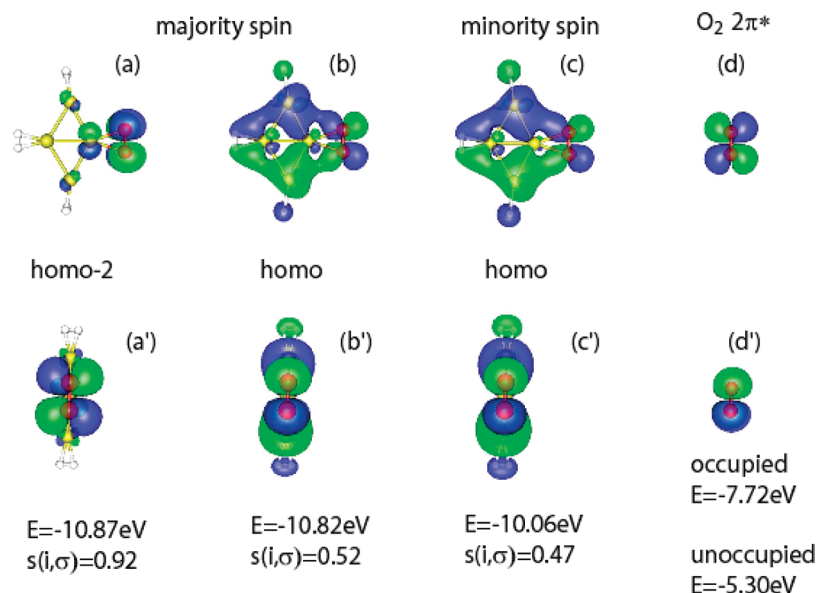 majority spin minority spin O₂ 2π*
(a) (b) (c) (d)
homo-2 homo homo
(a') (b') (c') (d')
occupied
E=-7.72eV
E=-10.87eV E=-10.82eV E=-10.06eV
s(i,σ)=0.92 s(i,σ)=0.52 s(i,σ)=0.47
unoccupied
E=-5.30eV